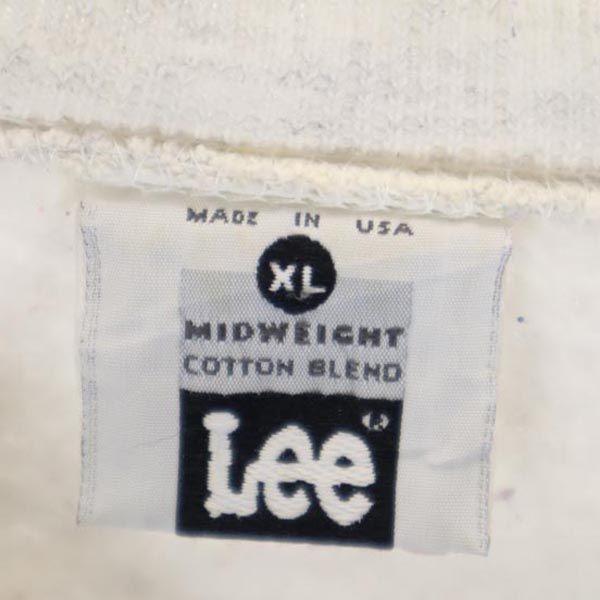 MADE IN USA
XL
MIDWEIGHT
COTTON BLEND
Lee®